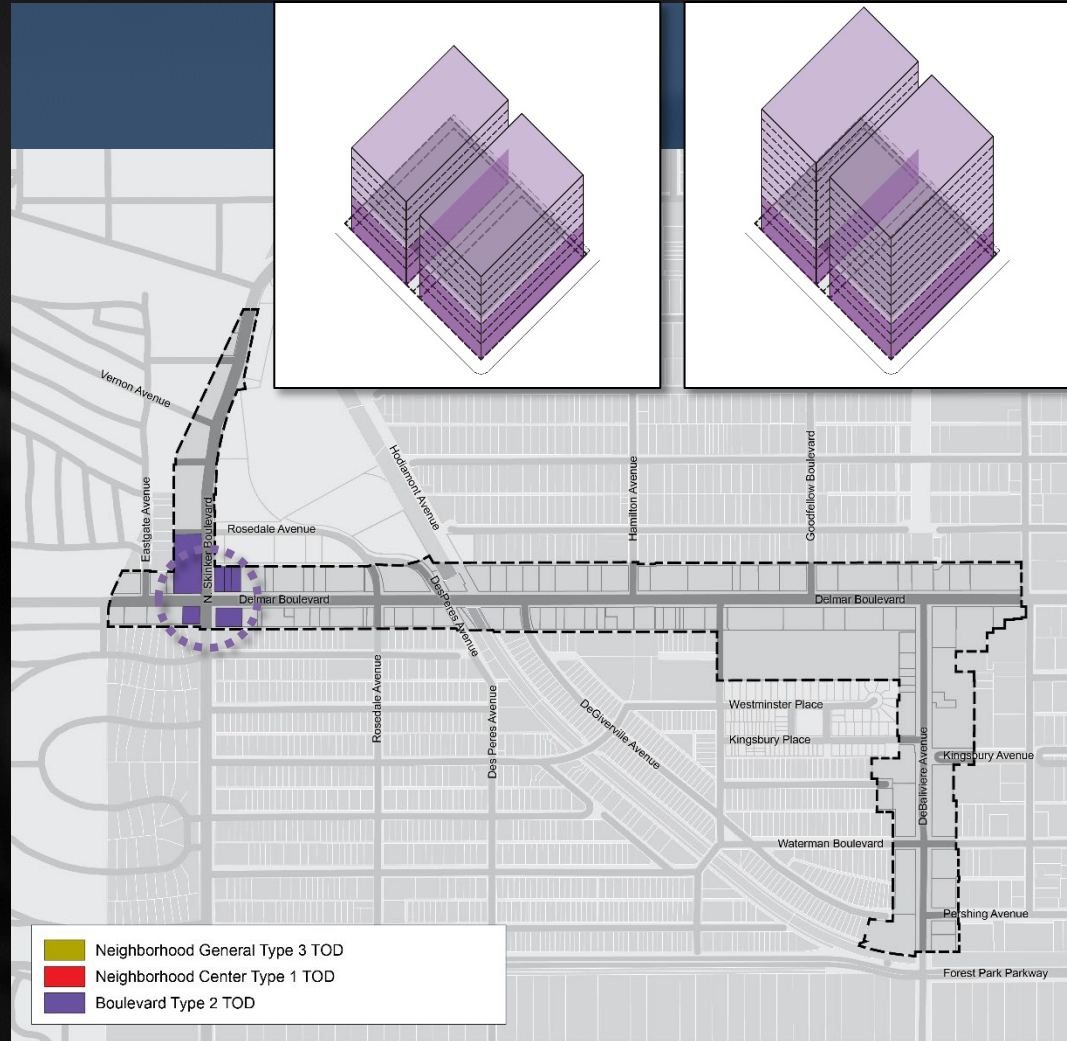 Vernon Avenue
Eastgate Avenue
N. Skinker Boulevard
Rosedale Avenue
Hodiamont Avenue
Hamilton Avenue
Goodfellow Boulevard
Delmar Boulevard
DesPeres Avenue
Delmar Boulevard
Rosedale Avenue
Des Peres Avenue
DeGiverville Avenue
Westminster Place
Kingsbury Place
DeBaliviere Avenue
Kingsbury Avenue
Waterman Boulevard
Pershing Avenue
Forest Park Parkway
Neighborhood General Type 3 TOD
Neighborhood Center Type 1 TOD
Boulevard Type 2 TOD